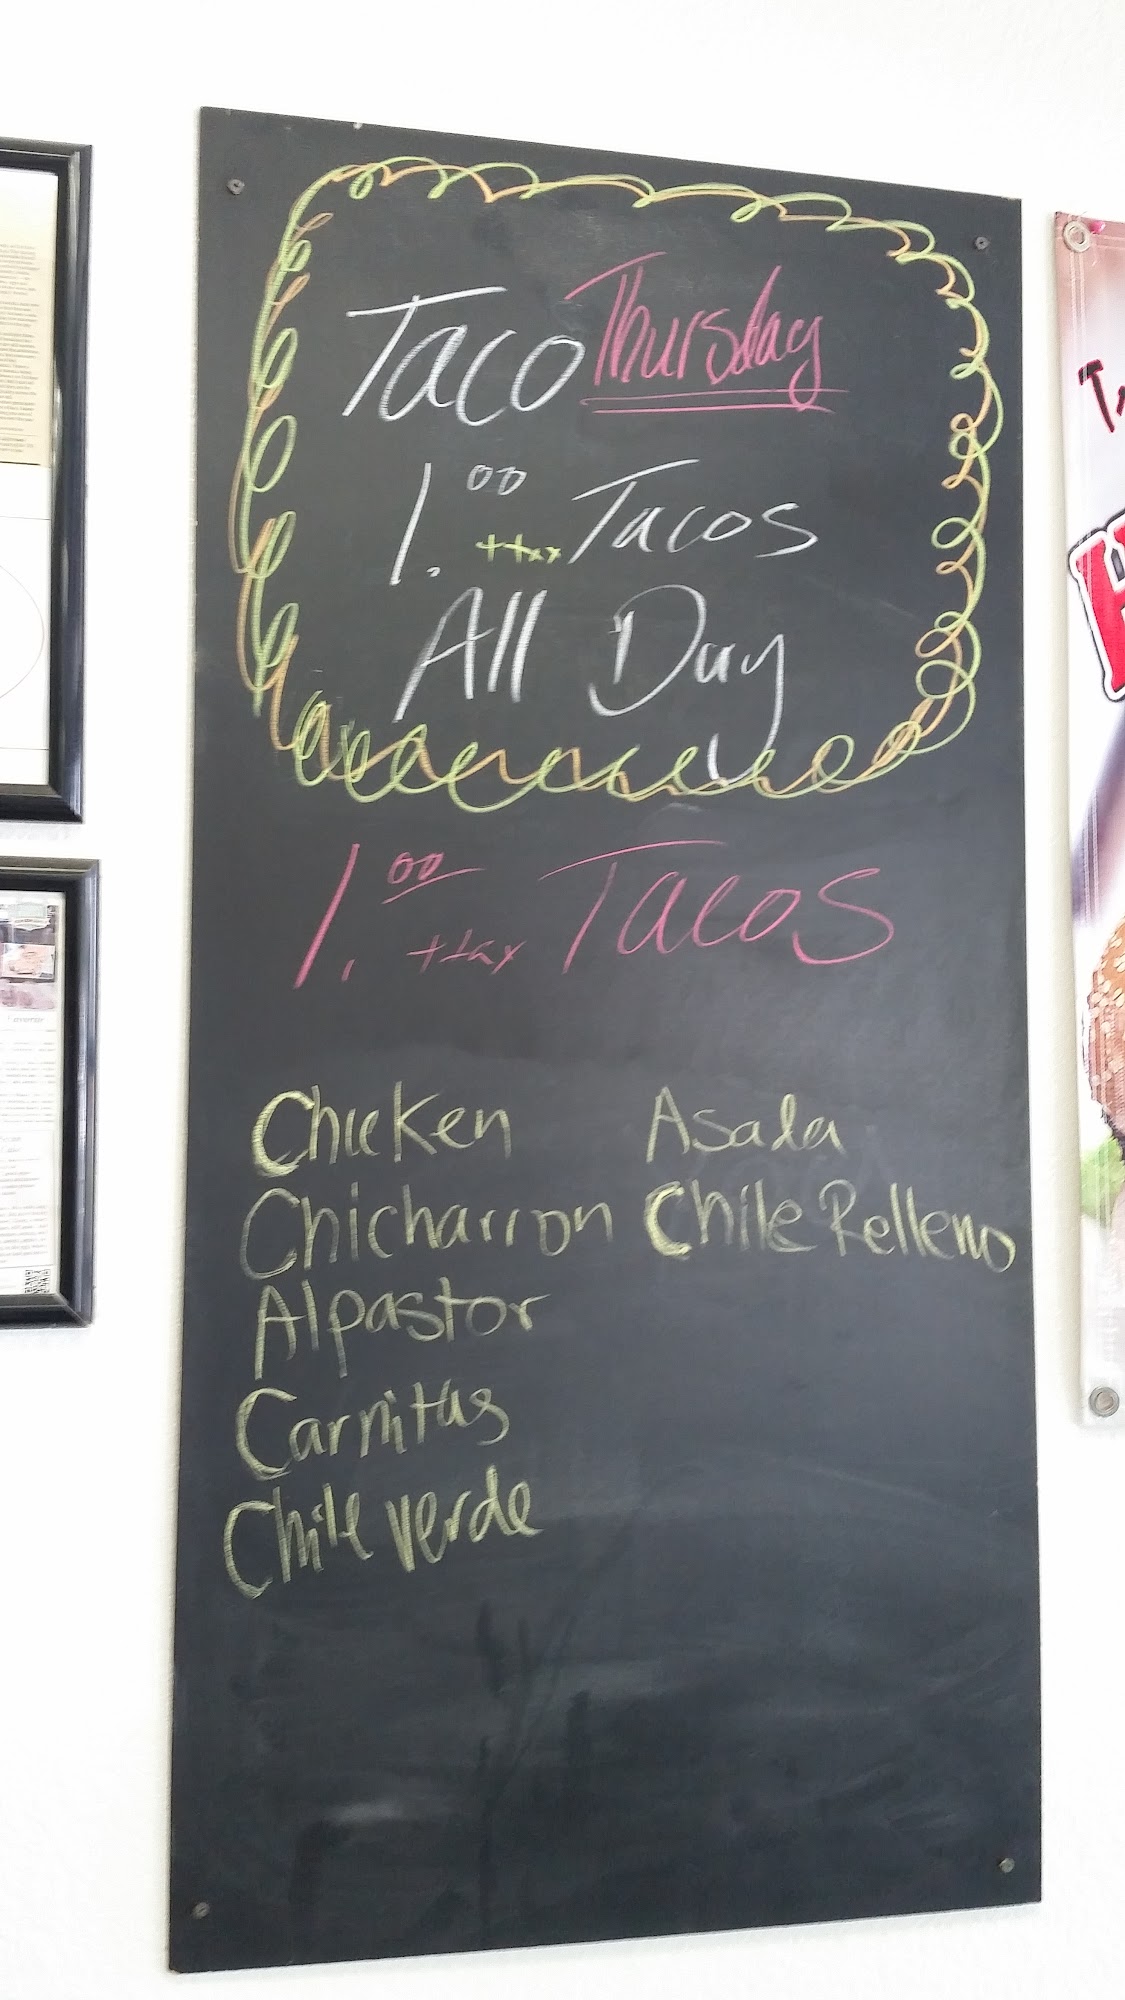 Taco Thursday
1.00 + tax Tacos
All Day
1.00 + tax Tacos
Chicken Asada
Chicharron Chile Relleno
Alpastor
Carnitas
Chile verde